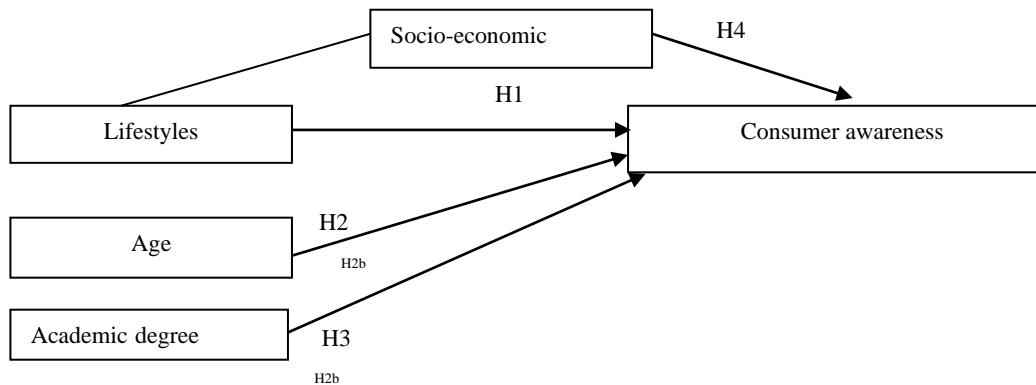 Socio-economic
H4
H1
Lifestyles
Consumer awareness
Age
H2
H2b
Academic degree
H3
H2b